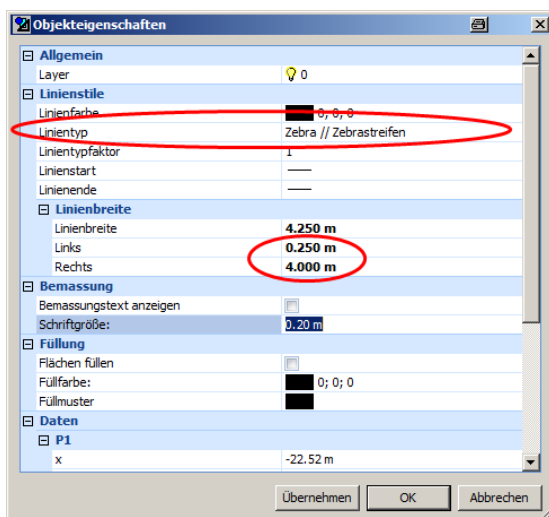 Objekteigenschaften
Allgemein
Layer 0
Linienstile
Linienfarbe 0; 0; 0
Linientyp Zebra // Zebrastreifen
Linientypfaktor 1
Linienstart
Linienende
Linienbreite
Linienbreite 4.250 m
Links 0.250 m
Rechts 4.000 m
Bemassung
Bemassungstext anzeigen
Schriftgröße: 0.20 m
Füllung
Flächen füllen
Füllfarbe: 0; 0; 0
Füllmuster
Daten
P1
x -22.52 m
Übernehmen OK Abbrechen